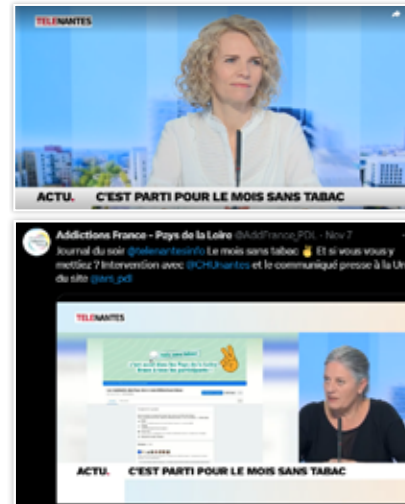 TELENANTES
ACTU. C'EST PARTI POUR LE MOIS SANS TABAC
Addictions France - Pays de la Loire @AddFrance_PDL · Nov 7
Journal du soir @telenantesinfo Le mois sans tabac ✌ Et si vous vous y
mettiez ? Intervention avec @CHUnantes et le communiqué presse à la Un
du site @ars_pdl
TELENANTES
ACTU. C'EST PARTI POUR LE MOIS SANS TABAC